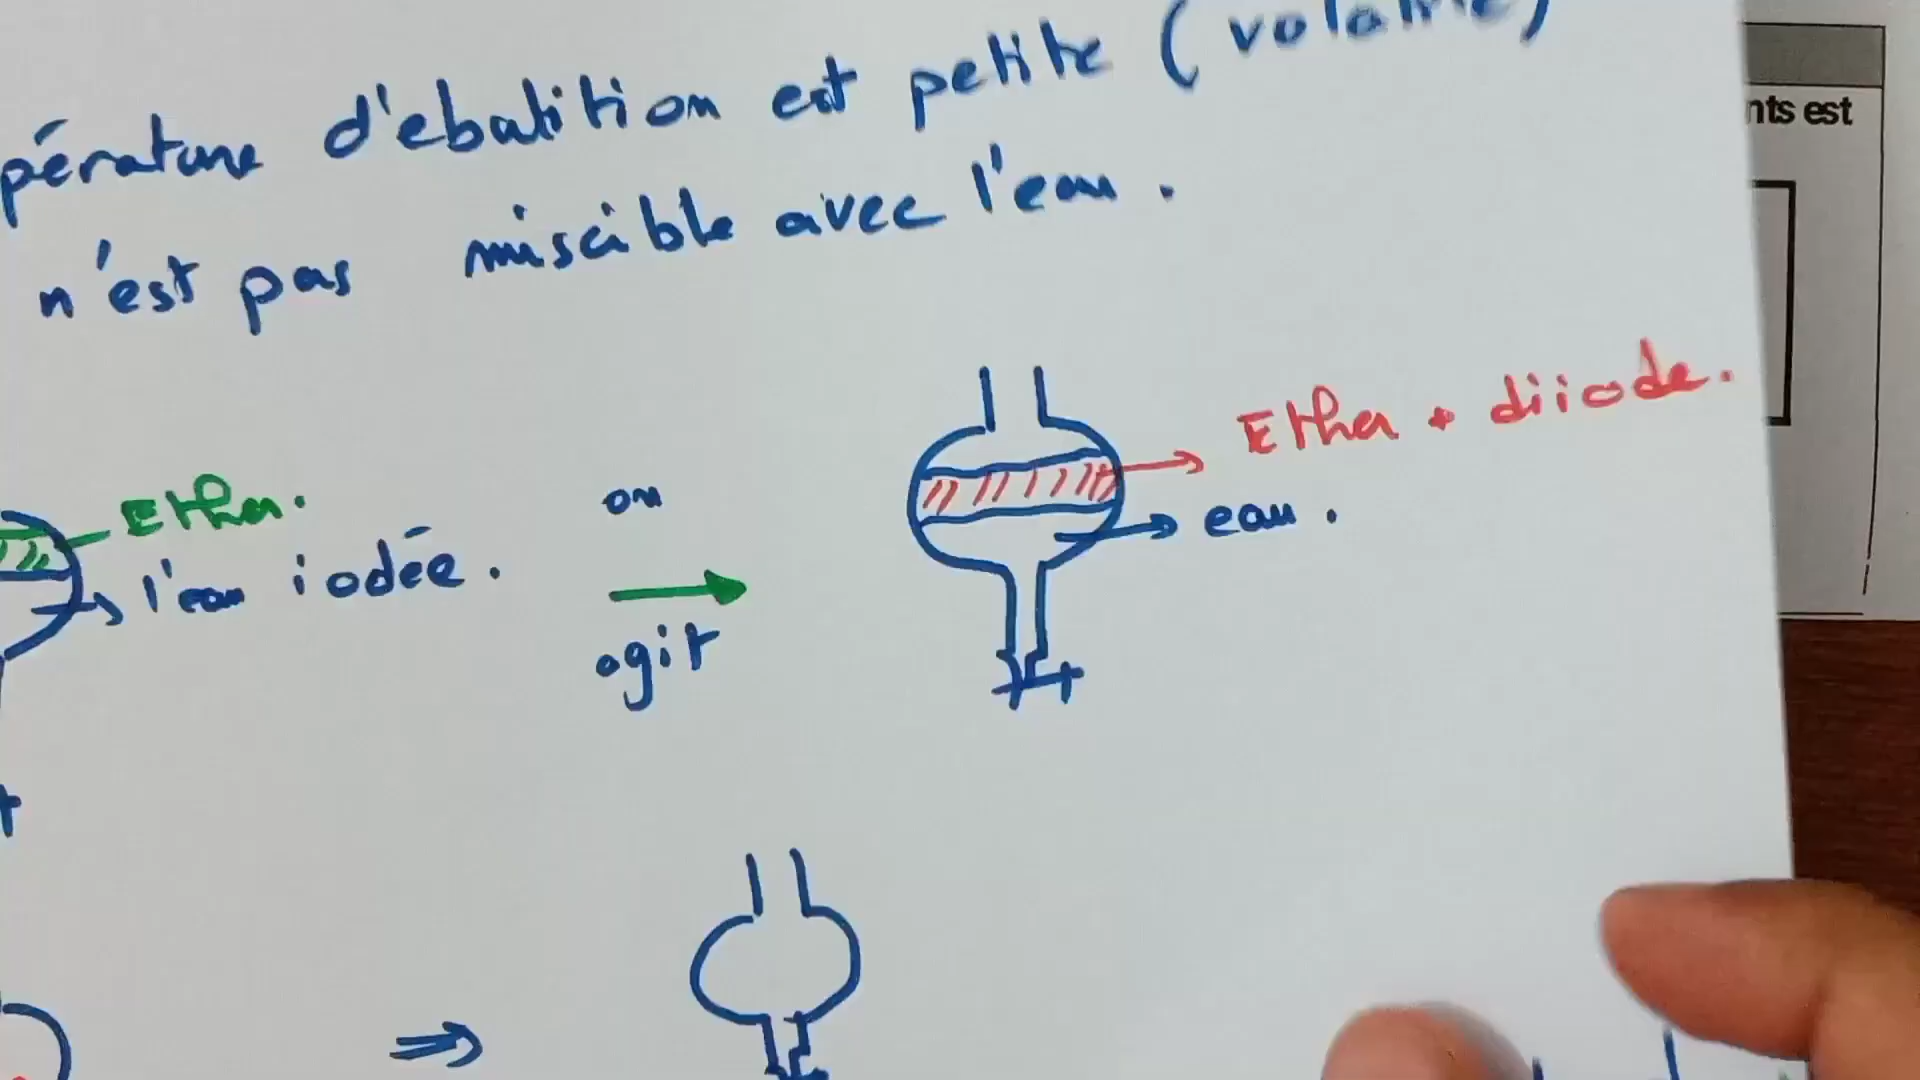 pérature d'ebalition est petite (volatile)
n'est pas miscible avec l'eau.
nts est
Ether + diiode.
eau.
Ether.
l'eau iodée.
on
agit